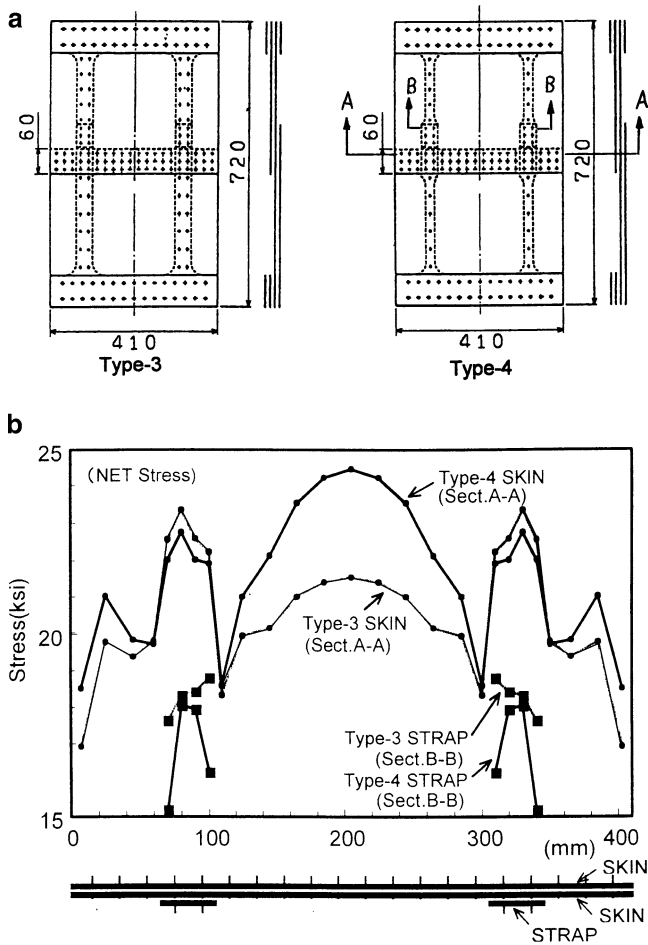 a
60
720
410
Type-3
A
B
B
A
60
720
410
Type-4
b
25
(NET Stress)
Type-4 SKIN
(Sect.A-A)
Stress(ksi)
20
Type-3 SKIN
(Sect.A-A)
Type-3 STRAP
(Sect.B-B)
Type-4 STRAP
(Sect.B-B)
15
0 100 200 300 (mm) 400
SKIN
SKIN
STRAP